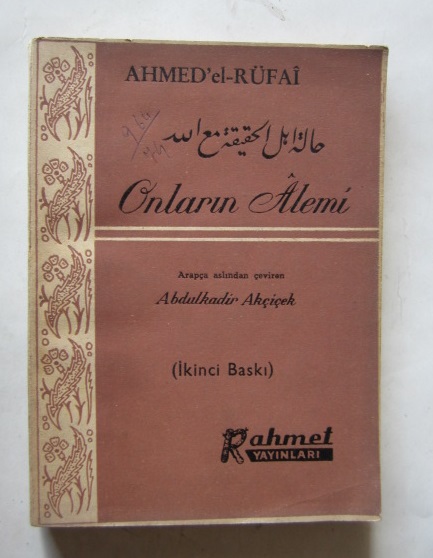 AHMED'el-RÜFAÎ
حالة اهل الحقيقة مع الله
Onların Âlemi
Arapça aslından çeviren
Abdulkadir Akçiçek
(İkinci Baskı)
Rahmet
YAYINLARI